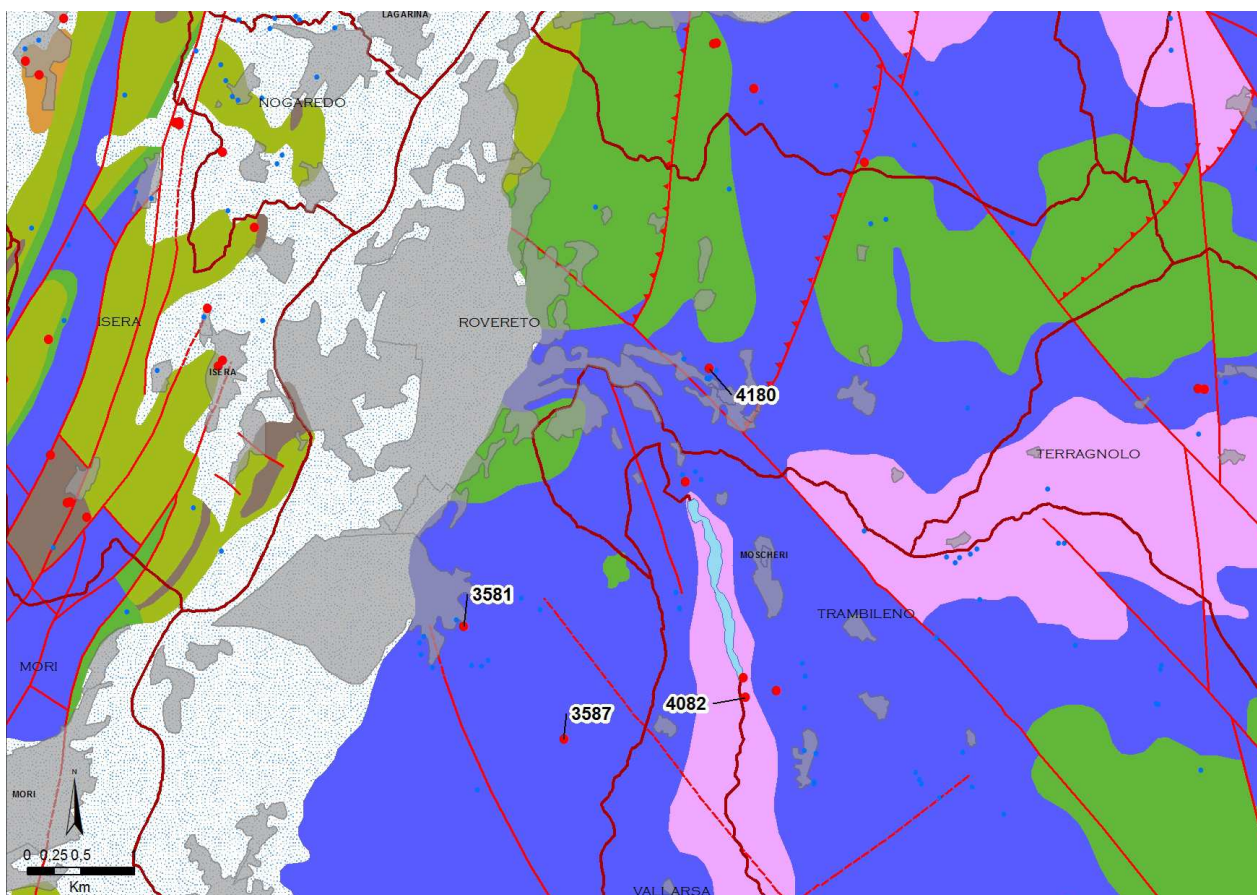 LAGARINA
NOGAREDO
ISERA
ROVERETO
ISERA
4180
TERRAGNOLO
MOSCHERI
3581
TRAMBILENO
MORI
4082
3587
N
MORI
0 0,25 0,5
Km
VALLARSA